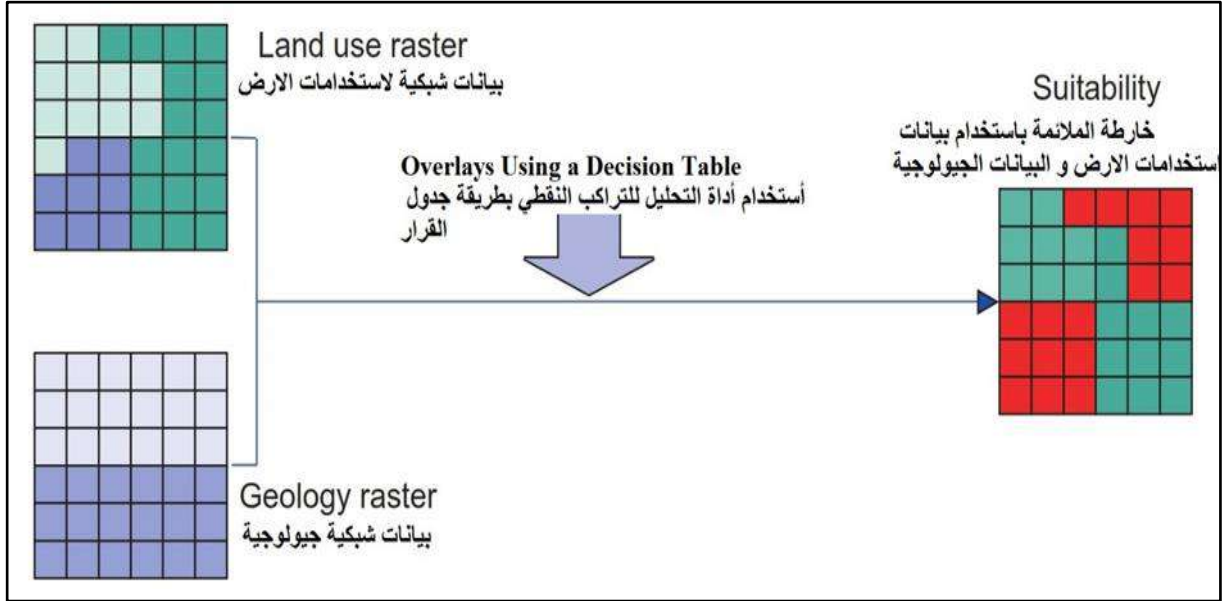 Land use raster
بيانات شبكية لاستخدامات الارض
Suitability
خارطة الملائمة باستخدام بيانات
ستخدامات الارض و البيانات الجيولوجية
Overlays Using a Decision Table
أستخدام أداة التحليل للتراكب النقطي بطريقة جدول
القرار
Geology raster
بيانات شبكية جيولوجية